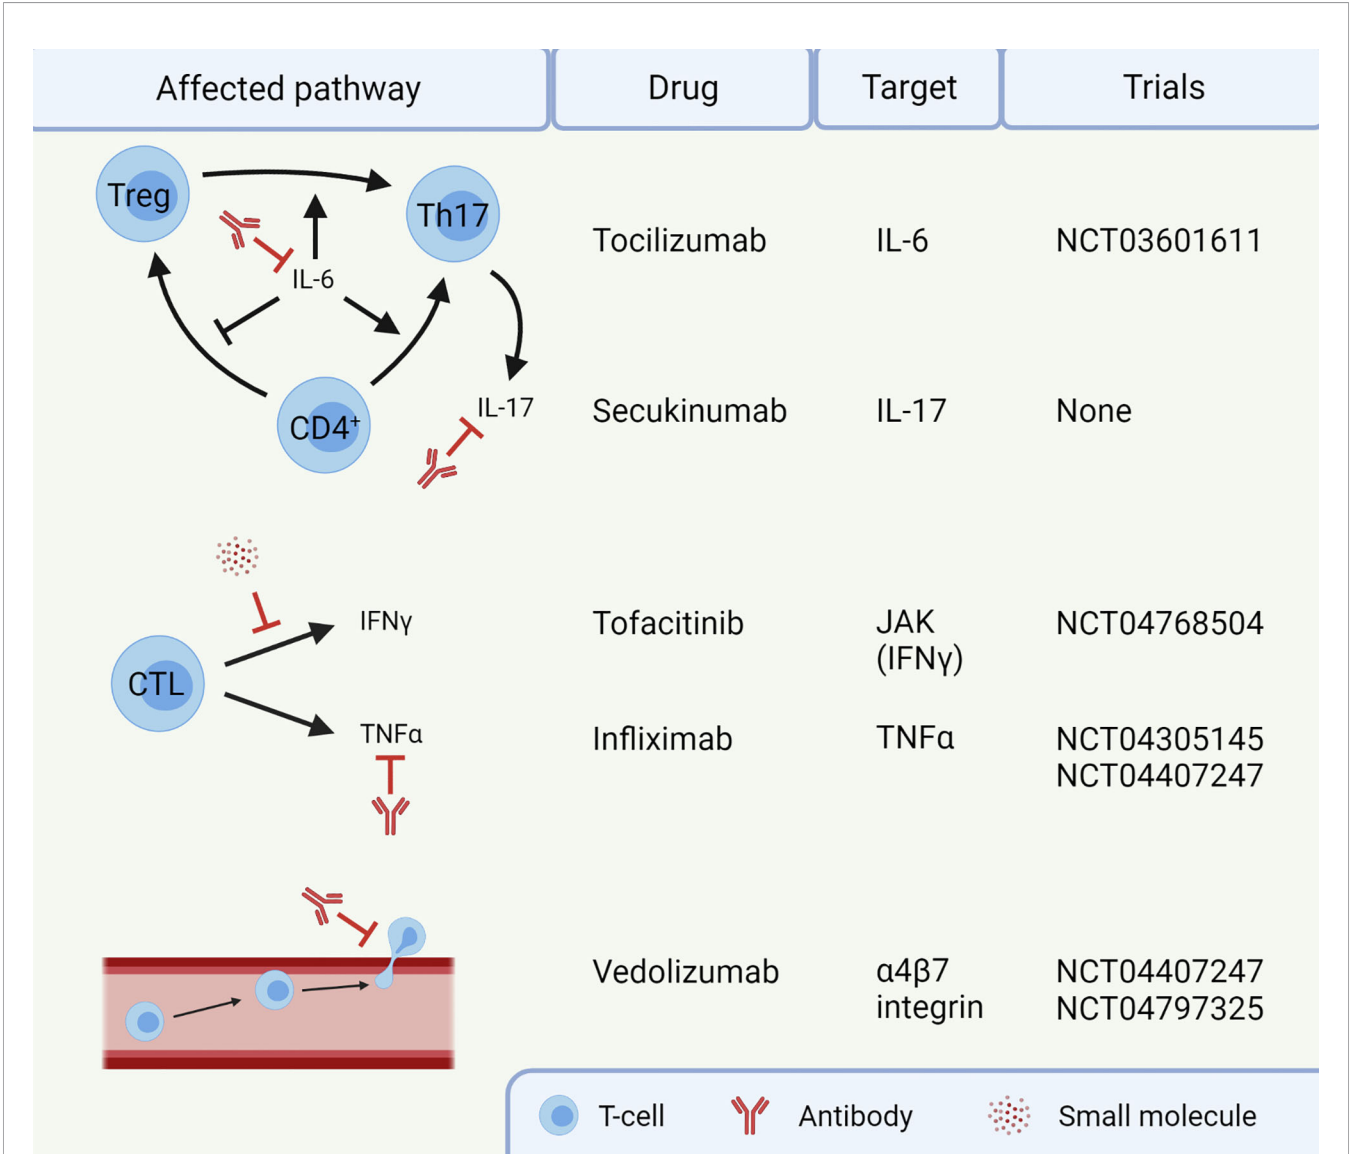 Affected pathway
Drug
Target
Trials
Treg
Th17
IL-6
CD4⁺
IL-17
Tocilizumab
IL-6
NCT03601611
Secukinumab
IL-17
None
CTL
IFNγ
TNFα
Tofacitinib
JAK
(IFNγ)
NCT04768504
Infliximab
TNFα
NCT04305145
NCT04407247
Vedolizumab
α4β7
integrin
NCT04407247
NCT04797325
T-cell
Antibody
Small molecule